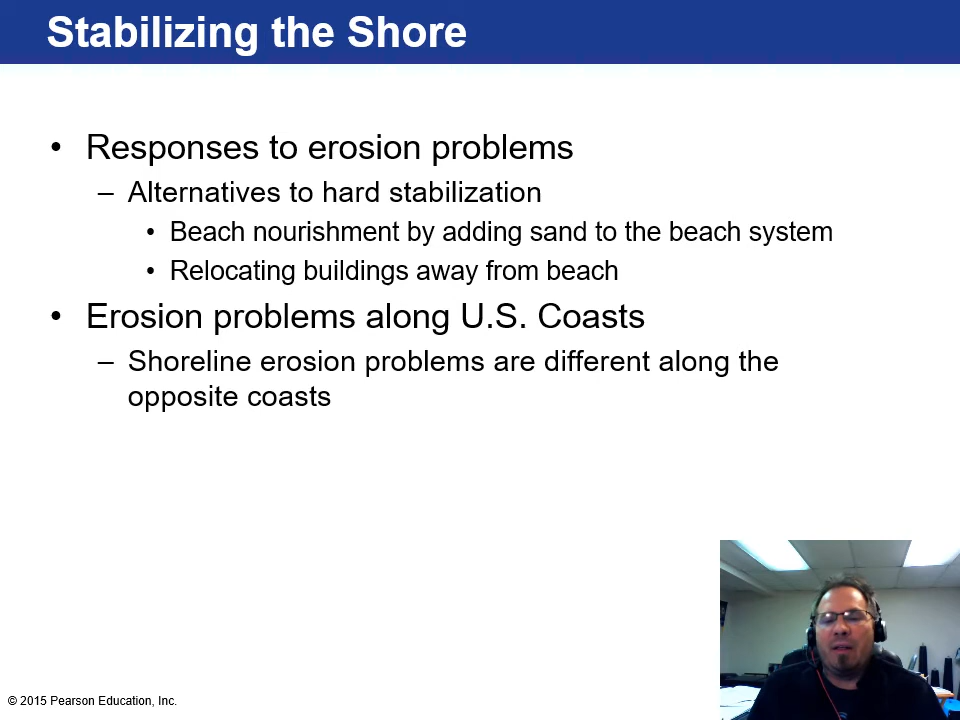 Stabilizing the Shore
• Responses to erosion problems
– Alternatives to hard stabilization
• Beach nourishment by adding sand to the beach system
• Relocating buildings away from beach
• Erosion problems along U.S. Coasts
– Shoreline erosion problems are different along the
opposite coasts
© 2015 Pearson Education, Inc.